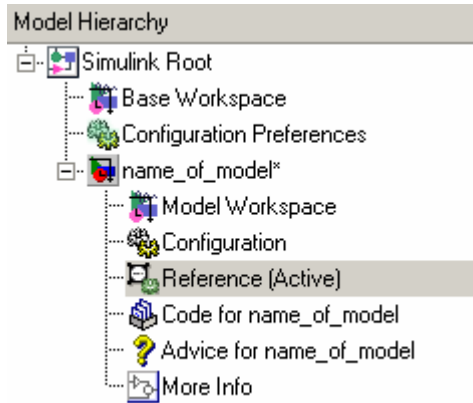 Model Hierarchy
Simulink Root
Base Workspace
Configuration Preferences
name_of_model*
Model Workspace
Configuration
Reference (Active)
Code for name_of_model
Advice for name_of_model
More Info